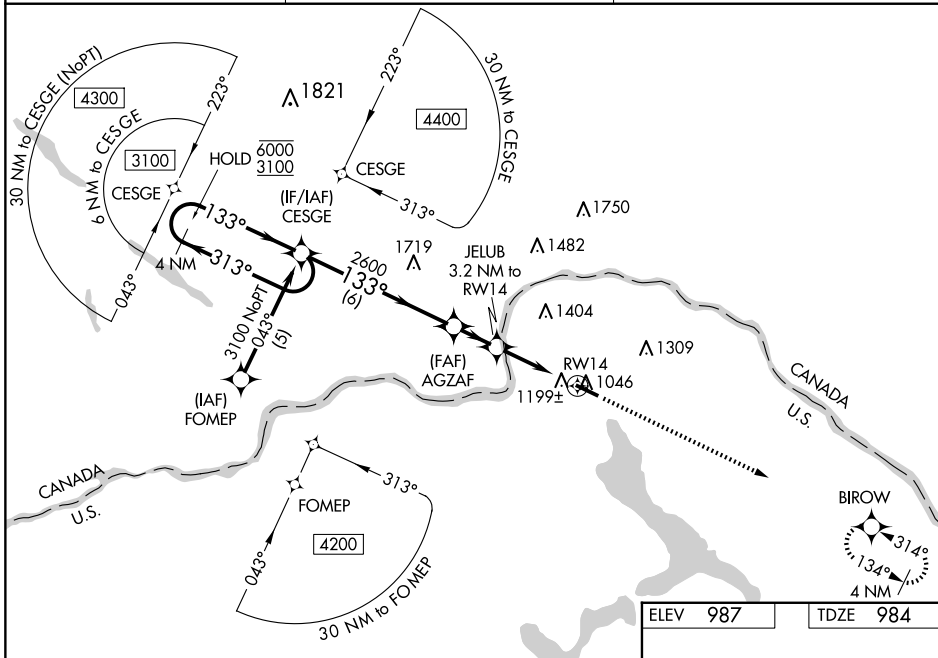 30 NM to CESGE (NoPT)
4300
223°
6 NM to CESGE
3100
CESGE
043°
1821
HOLD 6000
3100
223°
4400
30 NM to CESGE
CESGE
313°
(IF/IAF)
CESGE
133°
313°
4 NM
3100 NoPT
043°
(5)
(IAF)
FOMEP
1719
2600
133°
(6)
JELUB
3.2 NM to
RW14
1750
1482
1404
1309
(FAF)
AGZAF
RW14
1199±
1046
CANADA
U.S.
CANADA
U.S.
313°
FOMEP
4200
043°
30 NM to FOMEP
BIROW
314°
134°
4 NM
ELEV 987
TDZE 984